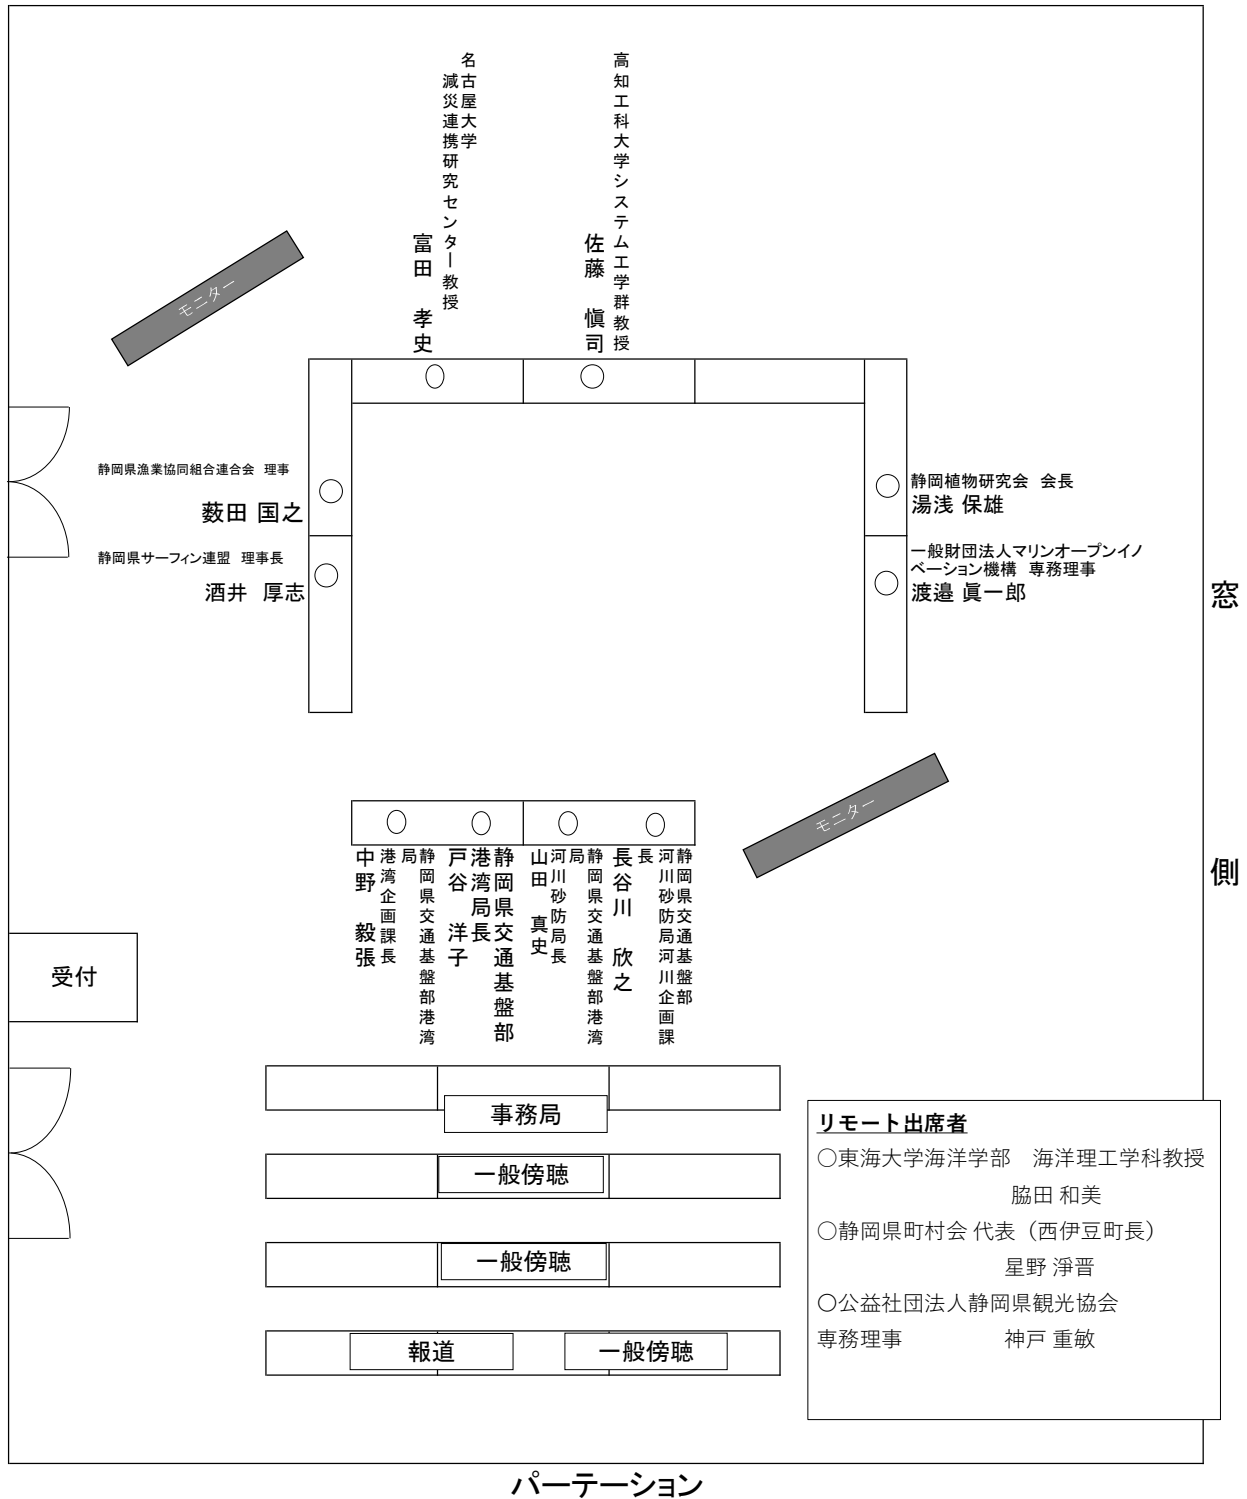 名古屋大学
減災連携研究センター教授
富田　孝史
高知工科大学システム工学群教授
佐藤　愼司
モニター
静岡県漁業協同組合連合会　理事
薮田 国之
静岡県サーフィン連盟　理事長
酒井　厚志
静岡植物研究会　会長
湯浅 保雄
一般財団法人マリンオープンイノ
ベーション機構　専務理事
渡邉 眞一郎
窓
側
モニター
静岡県交通基盤部
河川砂防局河川企画課
長
長谷川　欣之
静岡県交通基盤部港湾
局
河川砂防局長
山田　真史
静岡県交通基盤部
港湾局長
戸谷　洋子
静岡県交通基盤部港湾
局
港湾企画課長
中野　毅張
受付
事務局
一般傍聴
一般傍聴
報道
一般傍聴
リモート出席者
○東海大学海洋学部　海洋理工学科教授
脇田 和美
○静岡県町村会 代表（西伊豆町長）
星野 淨晋
○公益社団法人静岡県観光協会
専務理事　　　　　神戸 重敏
パーテーション